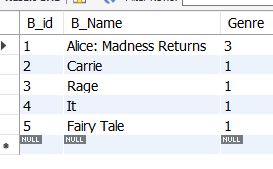 B_id B_Name Genre
1 Alice: Madness Returns 3
2 Carrie 1
3 Rage 1
4 It 1
5 Fairy Tale 1
NULL NULL NULL